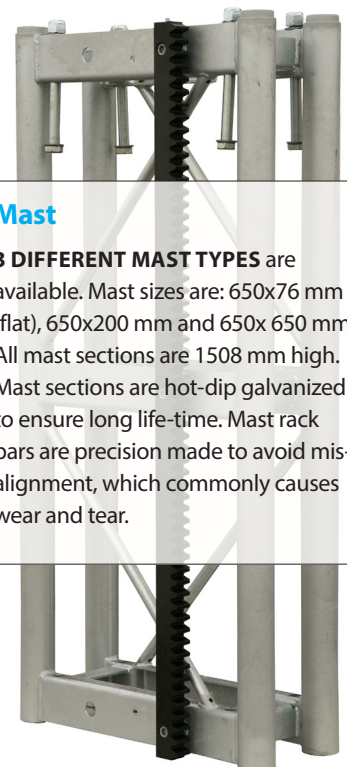 Mast
3 DIFFERENT MAST TYPES are
available. Mast sizes are: 650x76 mm
(flat), 650x200 mm and 650x 650 mm.
All mast sections are 1508 mm high.
Mast sections are hot-dip galvanized
to ensure long life-time. Mast rack
bars are precision made to avoid mis-
alignment, which commonly causes
wear and tear.